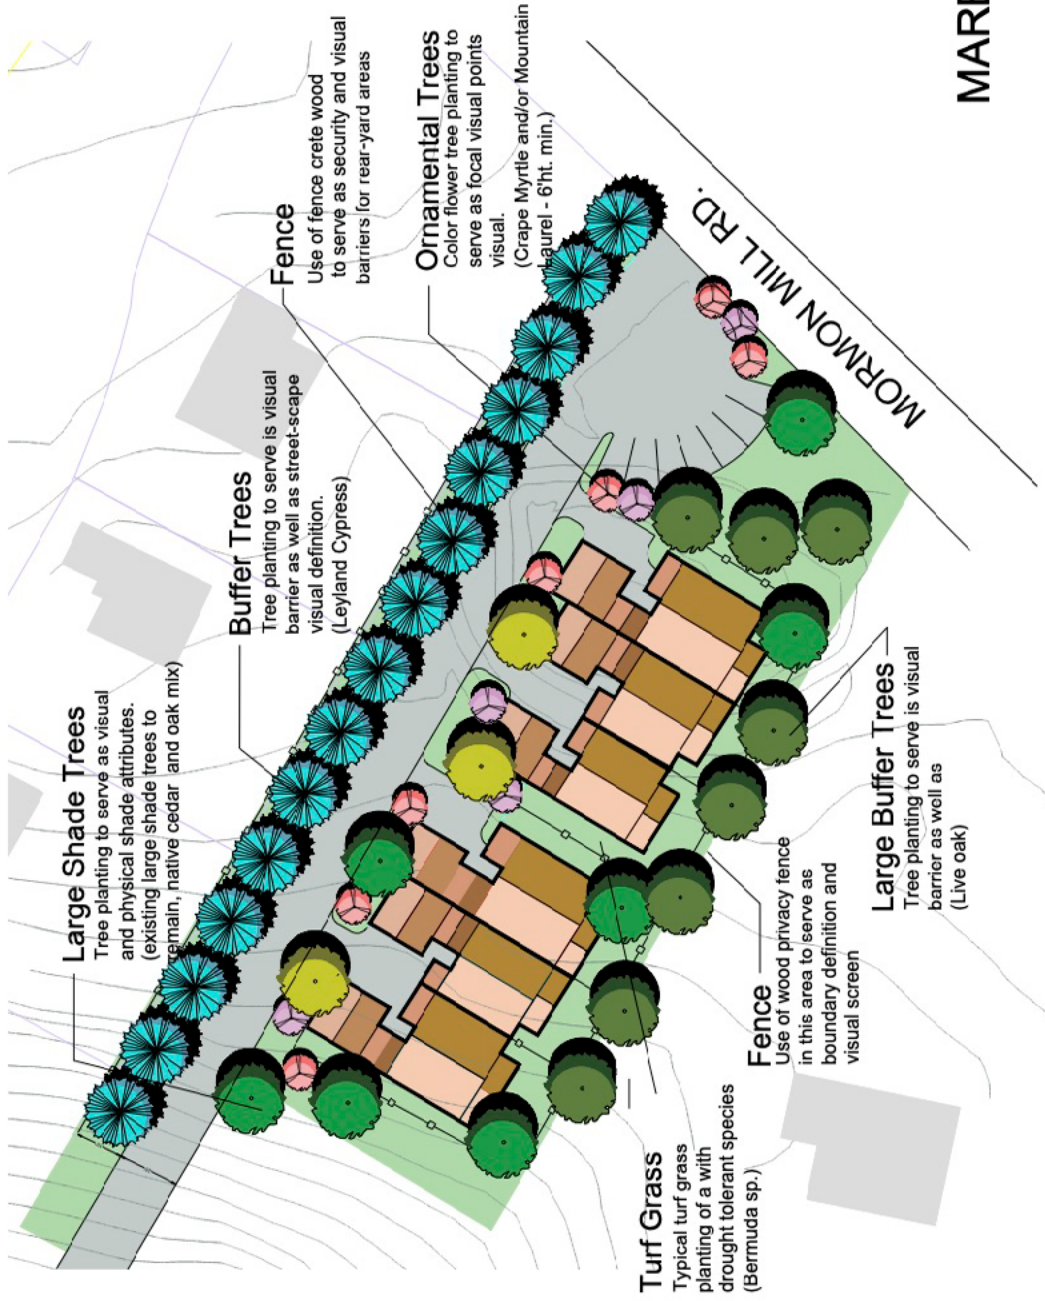 Large Shade Trees
Tree planting to serve as visual
and physical shade attributes.
(existing large shade trees to
remain, native cedar and oak mix)
Buffer Trees
Tree planting to serve is visual
barrier as well as street-scape
visual definition.
(Leyland Cypress)
Fence
Use of fence crete wood
to serve as security and visual
barriers for rear-yard areas
Ornamental Trees
Color flower tree planting to
serve as focal visual points
visual.
(Crape Myrtle and/or Mountain
Laurel - 6'ht. min.)
MORMON MILL RD.
Turf Grass
Typical turf grass
planting of a with
drought tolerant species
(Bermuda sp.)
Fence
Use of wood privacy fence
in this area to serve as
boundary definition and
visual screen
Large Buffer Trees
Tree planting to serve is visual
barrier as well as
(Live oak)